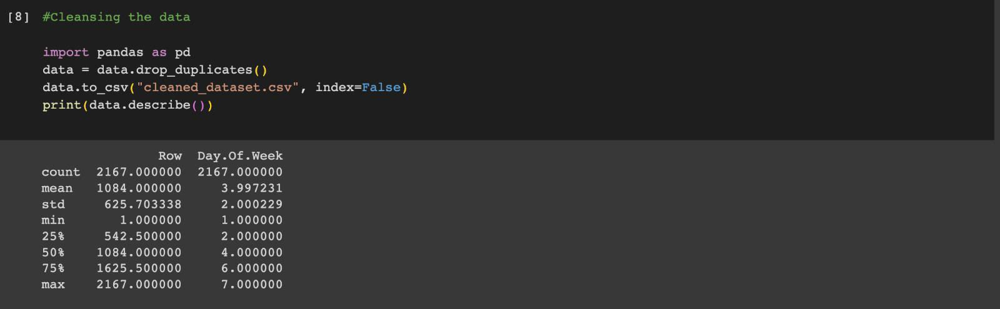 [8] #Cleansing the data
import pandas as pd
data = data.drop_duplicates()
data.to_csv("cleaned_dataset.csv", index=False)
print(data.describe())
Row Day.Of.Week
count 2167.000000 2167.000000
mean 1084.000000 3.997231
std 625.703338 2.000229
min 1.000000 1.000000
25% 542.500000 2.000000
50% 1084.000000 4.000000
75% 1625.500000 6.000000
max 2167.000000 7.000000